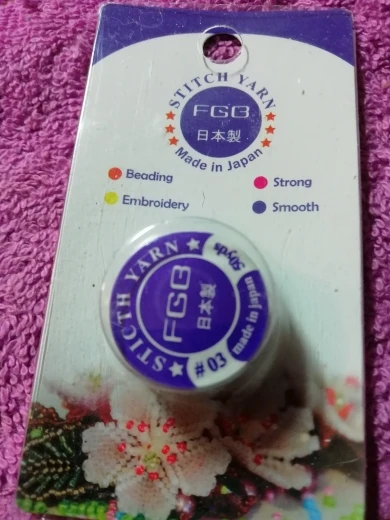 STITCH YARN
FGB
日本製
Made in Japan
Beading
Strong
Embroidery
Smooth
STICTH YARN
50yds
FGB
日本製
made in Japan
#03